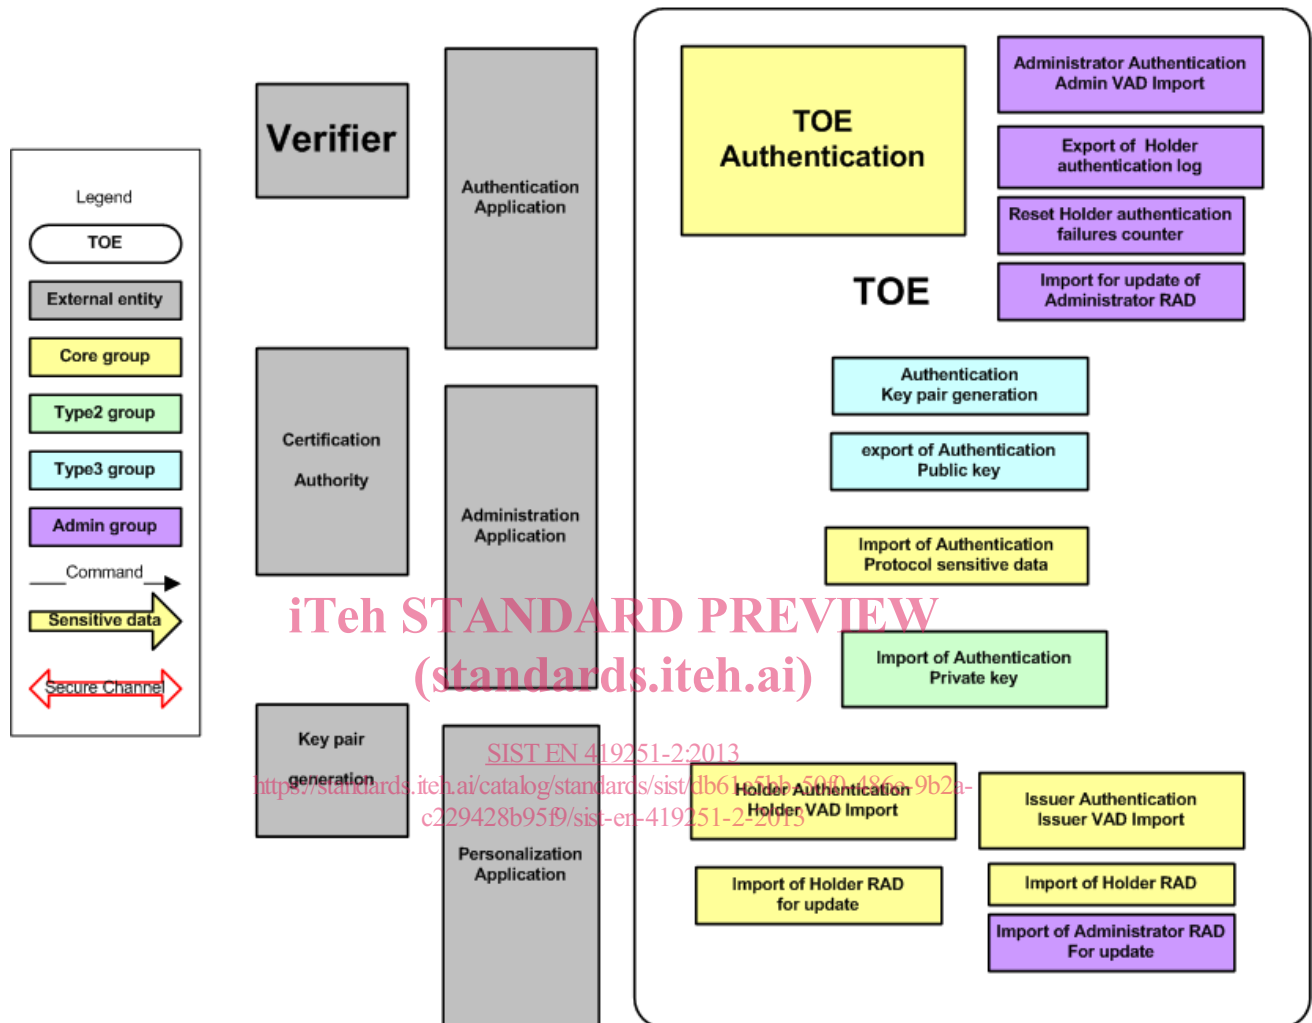 Legend
TOE
External entity
Core group
Type2 group
Type3 group
Admin group
Command
Sensitive data
Secure Channel
Verifier
Certification
Authority
Key pair
generation
Authentication
Application
Administration
Application
Personalization
Application
TOE
Authentication
Administrator Authentication
Admin VAD Import
Export of Holder
authentication log
Reset Holder authentication
failures counter
Import for update of
Administrator RAD
TOE
Authentication
Key pair generation
export of Authentication
Public key
Import of Authentication
Protocol sensitive data
Import of Authentication
Private key
Holder Authentication
Holder VAD Import
Issuer Authentication
Issuer VAD Import
Import of Holder RAD
for update
Import of Holder RAD
Import of Administrator RAD
For update
iTeh STANDARD PREVIEW
(standards.iteh.ai)
SIST EN 419251-2:2013
c229428b95f9/sist-en-419251-2-2013